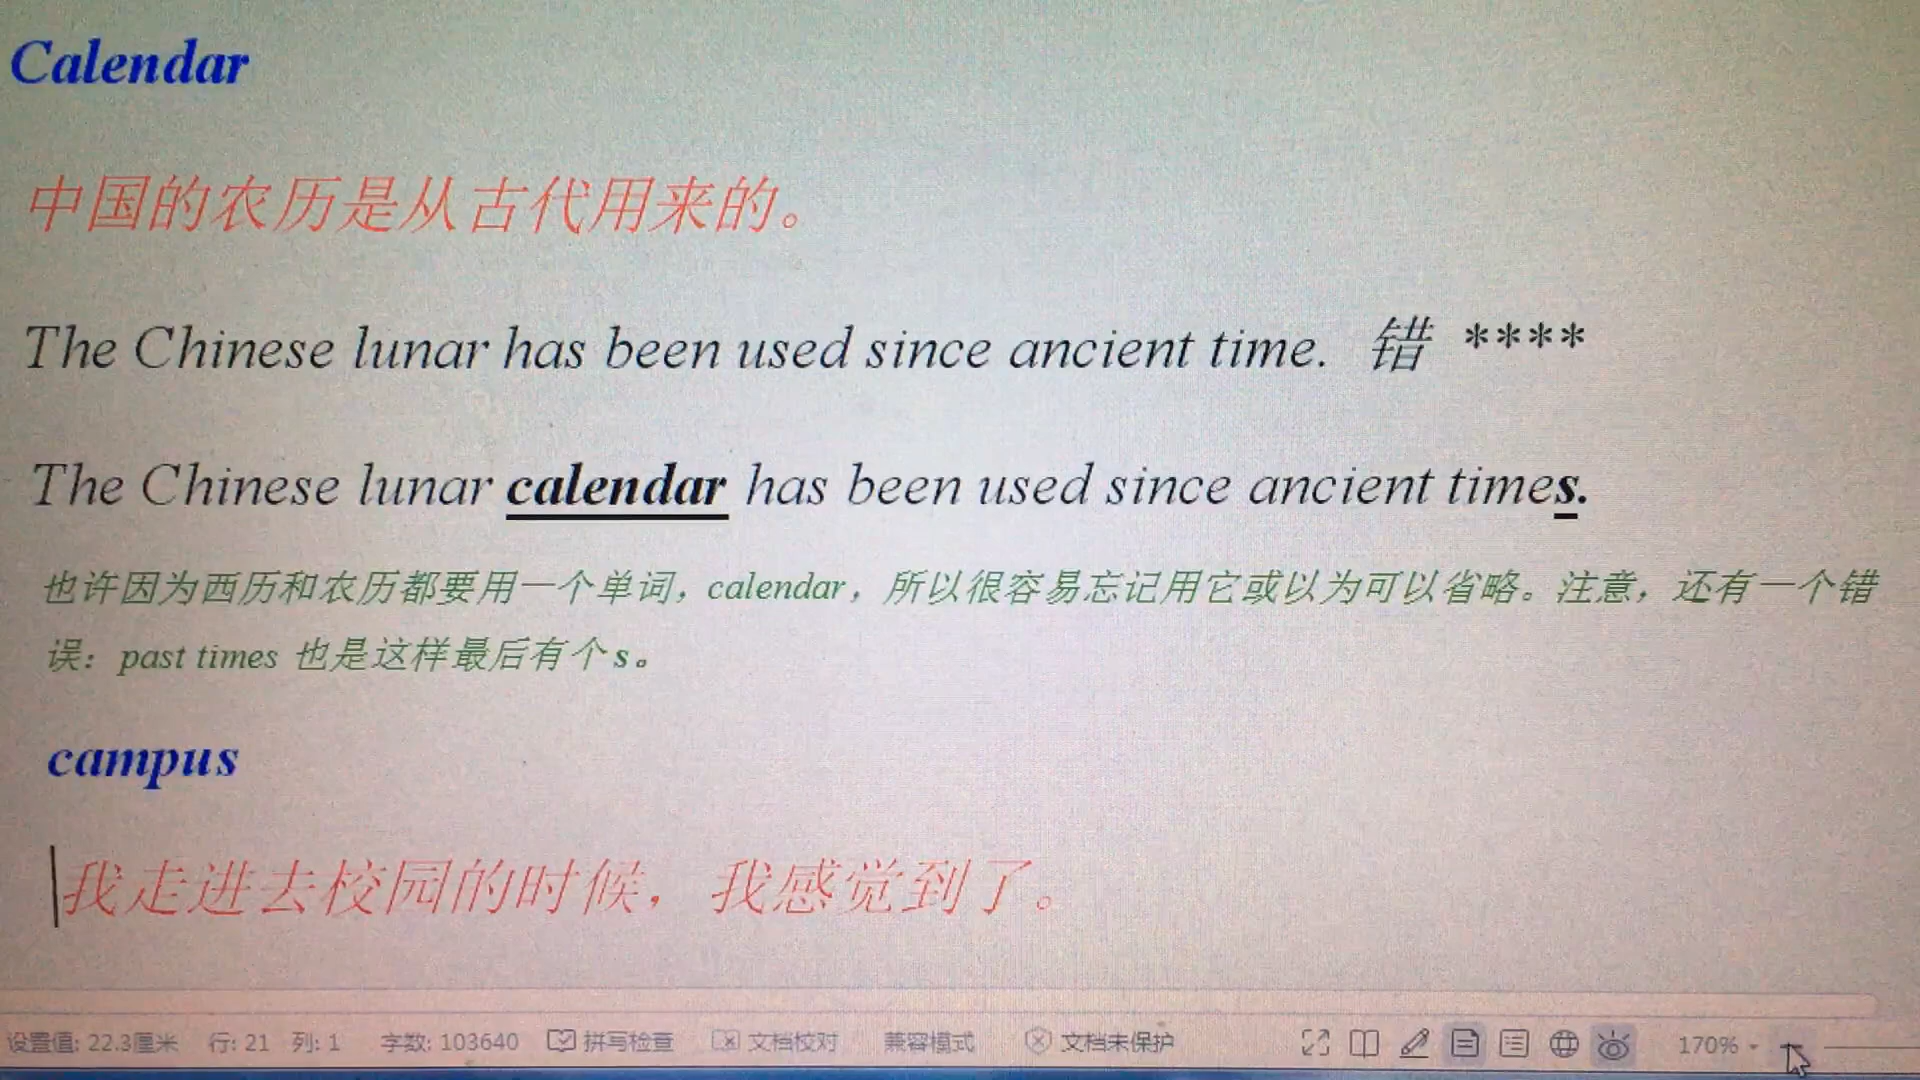 Calendar
中国的农历是从古代用来的。
The Chinese lunar has been used since ancient time. 错 ****
The Chinese lunar calendar has been used since ancient times.
也许因为西历和农历都要用一个单词，calendar，所以很容易忘记用它或以为可以省略。注意，还有一个错
误：past times 也是这样最后有个 s。
campus
我走进去校园的时候，我感觉到了。
设置值: 22.3厘米 行: 21 列: 1 字数: 103640 拼写检查 文档校对 兼容模式 文档未保护 170%